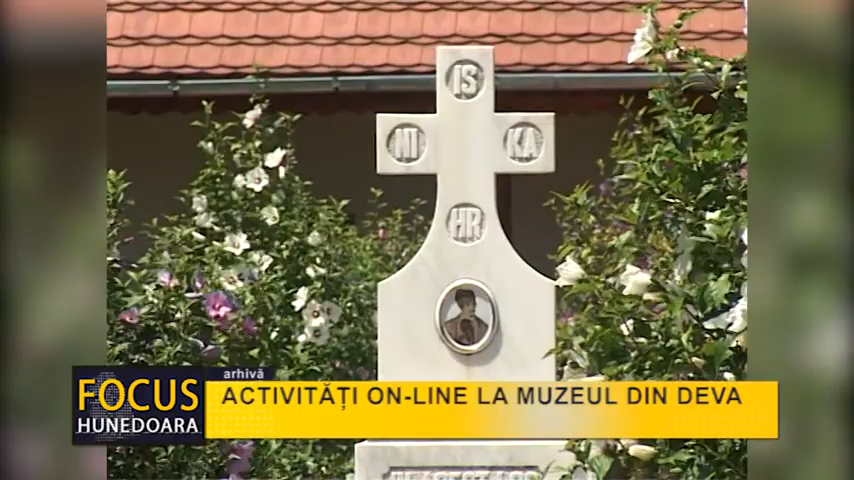 IS
NI
KA
HR
arhivă
FOCUS
HUNEDOARA
ACTIVITĂȚI ON-LINE LA MUZEUL DIN DEVA